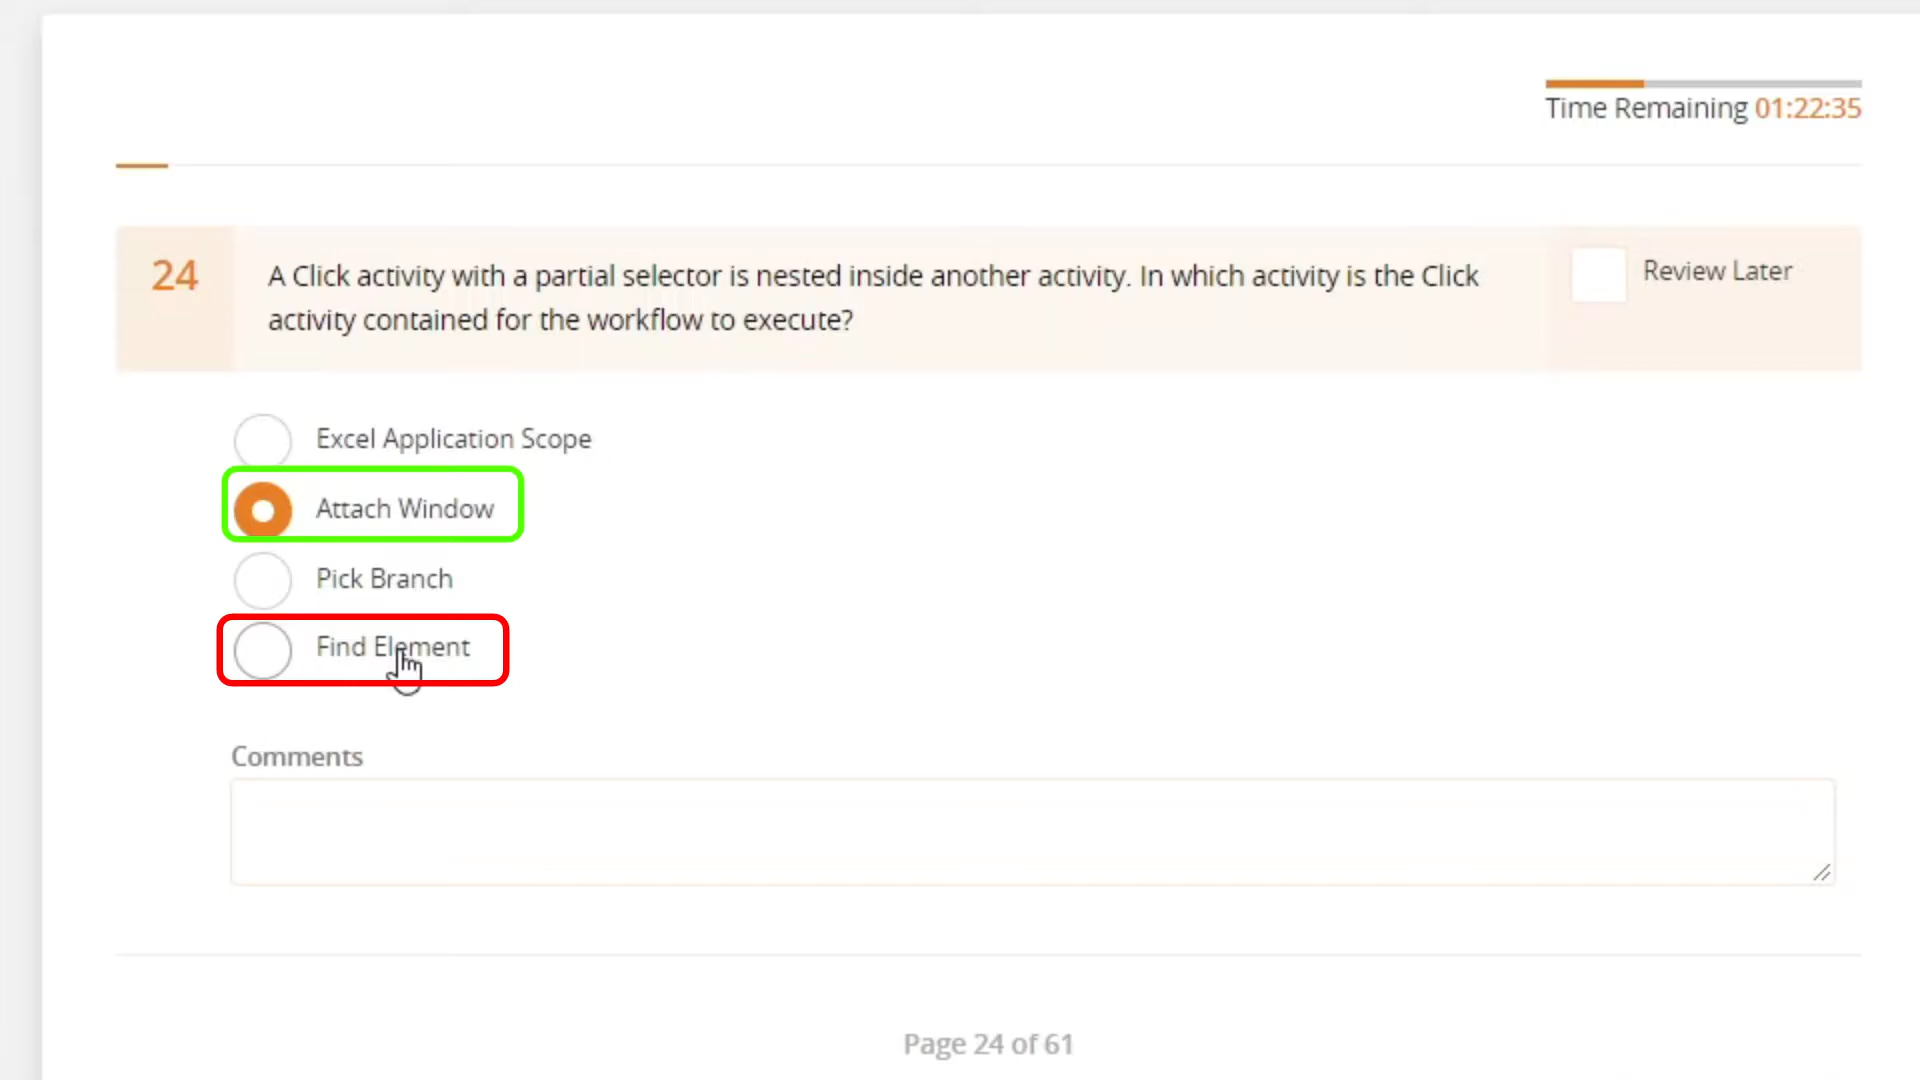 Time Remaining 01:22:35
24
A Click activity with a partial selector is nested inside another activity. In which activity is the Click
activity contained for the workflow to execute?
Review Later
Excel Application Scope
Attach Window
Pick Branch
Find Element
Comments
Page 24 of 61